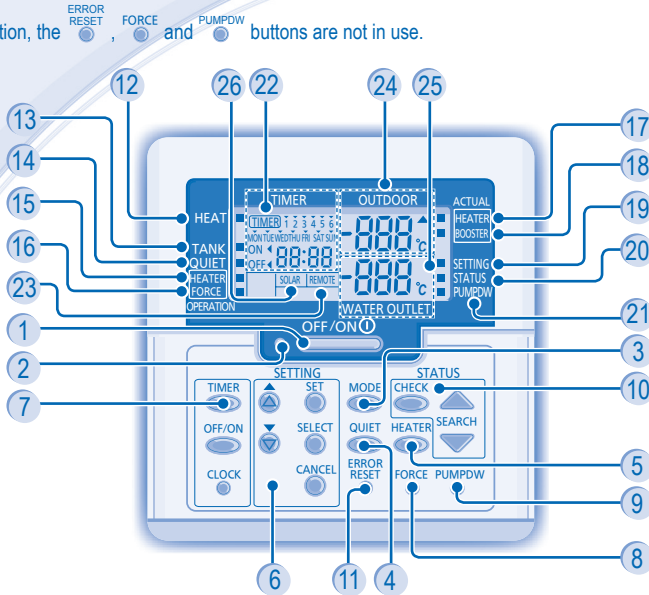 tion, the ERROR RESET , FORCE and PUMPDW buttons are not in use.
12 26 22 24 25
13
14
15
16
23
1
2
7
17
18
19
20
21
3
10
5
9
8
6 11 4
TIMER OUTDOOR ACTUAL
HEAT
TANK
QUIET
HEATER
FORCE
OPERATION
TIMER 1 2 3 4 5 6
MON TUE WED THU FRI SAT SUN
ON 88:88
OFF
SOLAR REMOTE
-888 °C
-888 °C
WATER OUTLET
HEATER
BOOSTER
SETTING
STATUS
PUMPDW
OFF/ON
SETTING STATUS
TIMER SET MODE CHECK
OFF/ON SELECT QUIET HEATER SEARCH
CLOCK CANCEL ERROR RESET FORCE PUMPDW